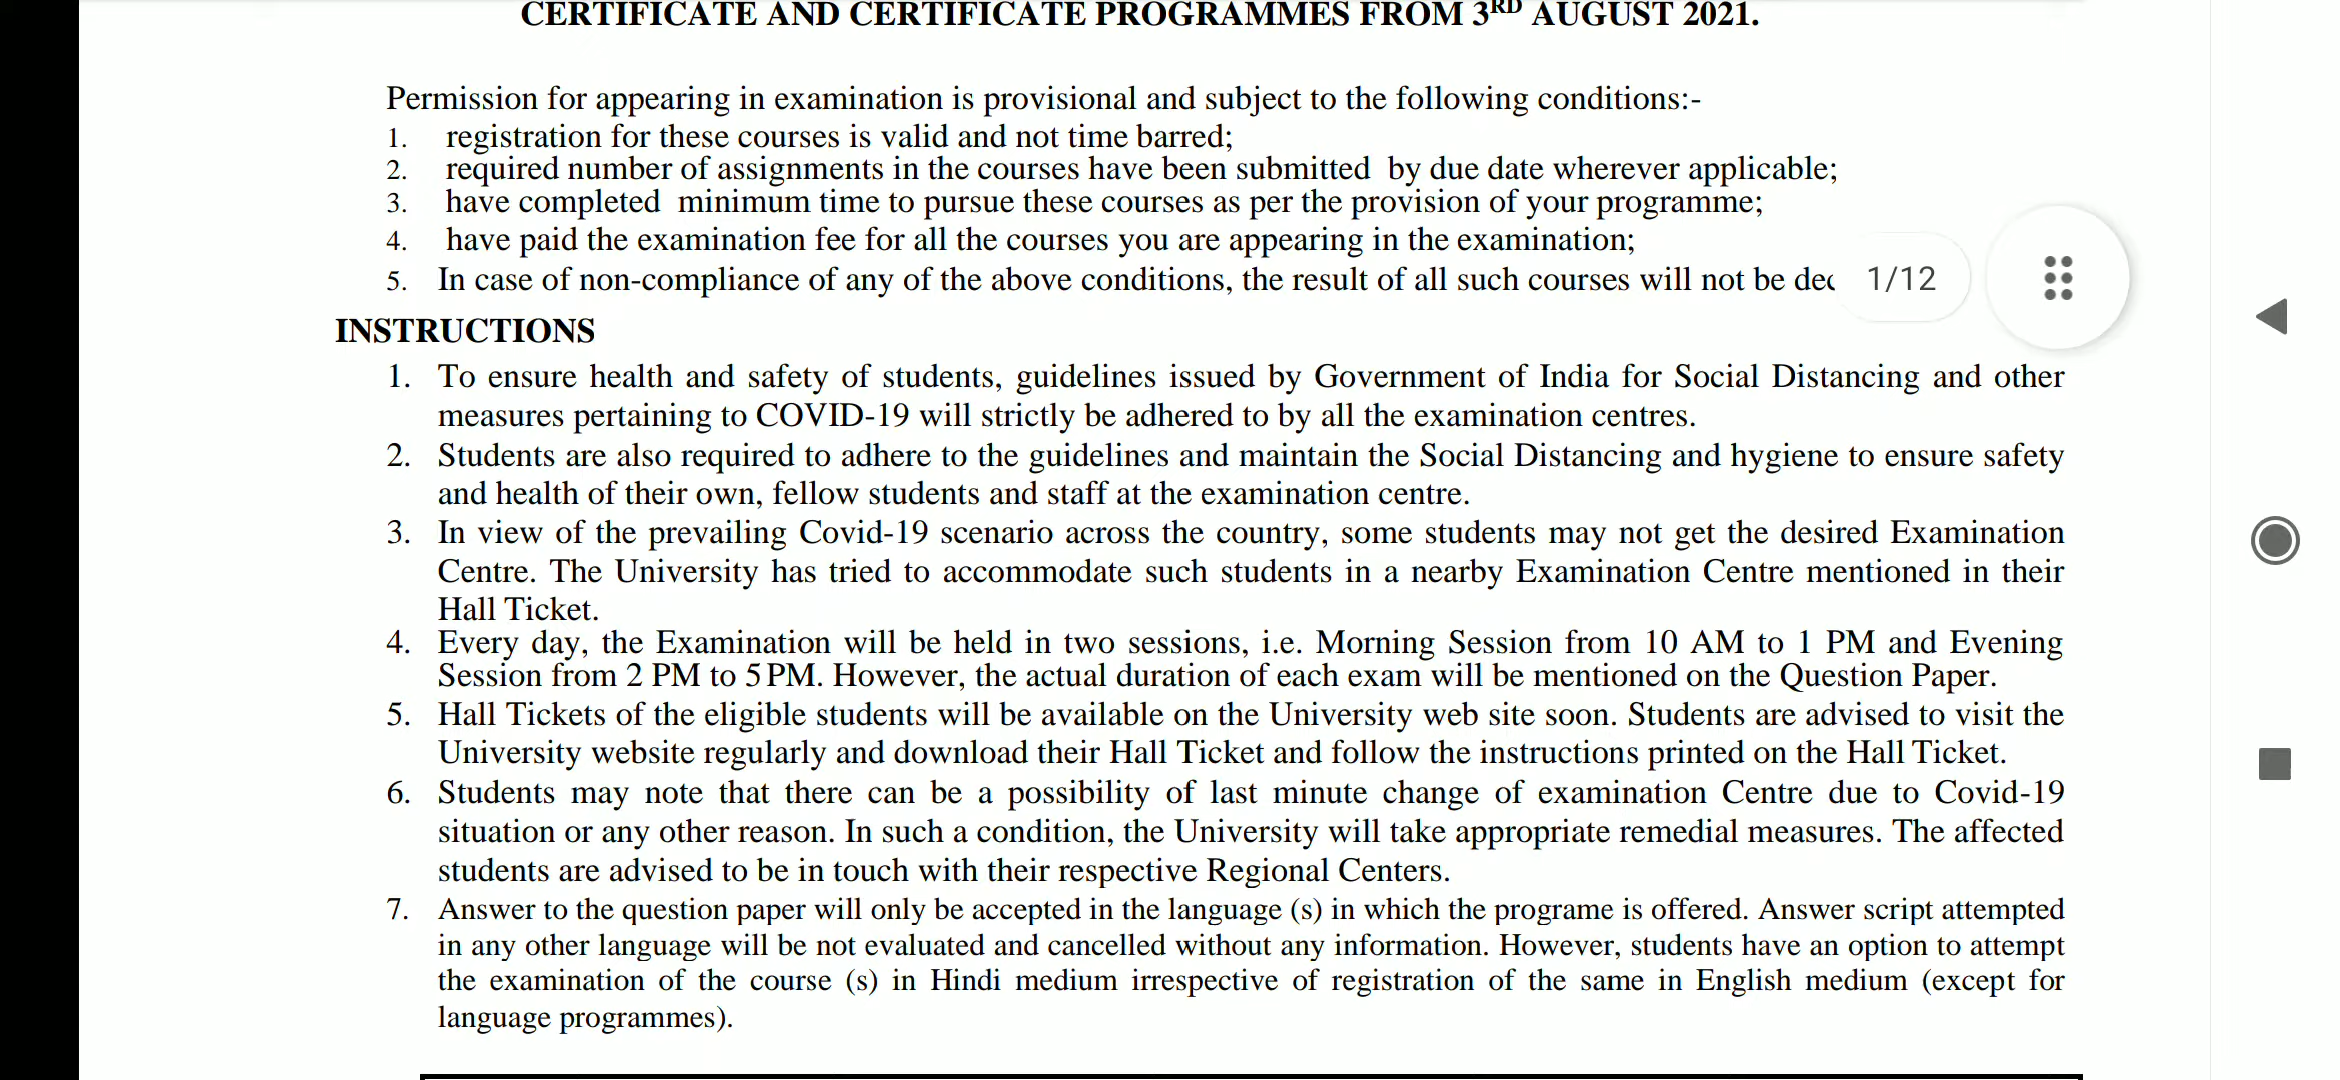 CERTIFICATE AND CERTIFICATE PROGRAMMES FROM 3RD AUGUST 2021.
Permission for appearing in examination is provisional and subject to the following conditions:-
1. registration for these courses is valid and not time barred;
2. required number of assignments in the courses have been submitted by due date wherever applicable;
3. have completed minimum time to pursue these courses as per the provision of your programme;
4. have paid the examination fee for all the courses you are appearing in the examination;
5. In case of non-compliance of any of the above conditions, the result of all such courses will not be
1/12
INSTRUCTIONS
1. To ensure health and safety of students, guidelines issued by Government of India for Social Distancing and other
measures pertaining to COVID-19 will strictly be adhered to by all the examination centres.
2. Students are also required to adhere to the guidelines and maintain the Social Distancing and hygiene to ensure safety
and health of their own, fellow students and staff at the examination centre.
3. In view of the prevailing Covid-19 scenario across the country, some students may not get the desired Examination
Centre. The University has tried to accommodate such students in a nearby Examination Centre mentioned in their
Hall Ticket.
4. Every day, the Examination will be held in two sessions, i.e. Morning Session from 10 AM to 1 PM and Evening
Session from 2 PM to 5 PM. However, the actual duration of each exam will be mentioned on the Question Paper.
5. Hall Tickets of the eligible students will be available on the University web site soon. Students are advised to visit the
University website regularly and download their Hall Ticket and follow the instructions printed on the Hall Ticket.
6. Students may note that there can be a possibility of last minute change of examination Centre due to Covid-19
situation or any other reason. In such a condition, the University will take appropriate remedial measures. The affected
students are advised to be in touch with their respective Regional Centers.
7. Answer to the question paper will only be accepted in the language (s) in which the programe is offered. Answer script attempted
in any other language will be not evaluated and cancelled without any information. However, students have an option to attempt
the examination of the course (s) in Hindi medium irrespective of registration of the same in English medium (except for
language programmes).